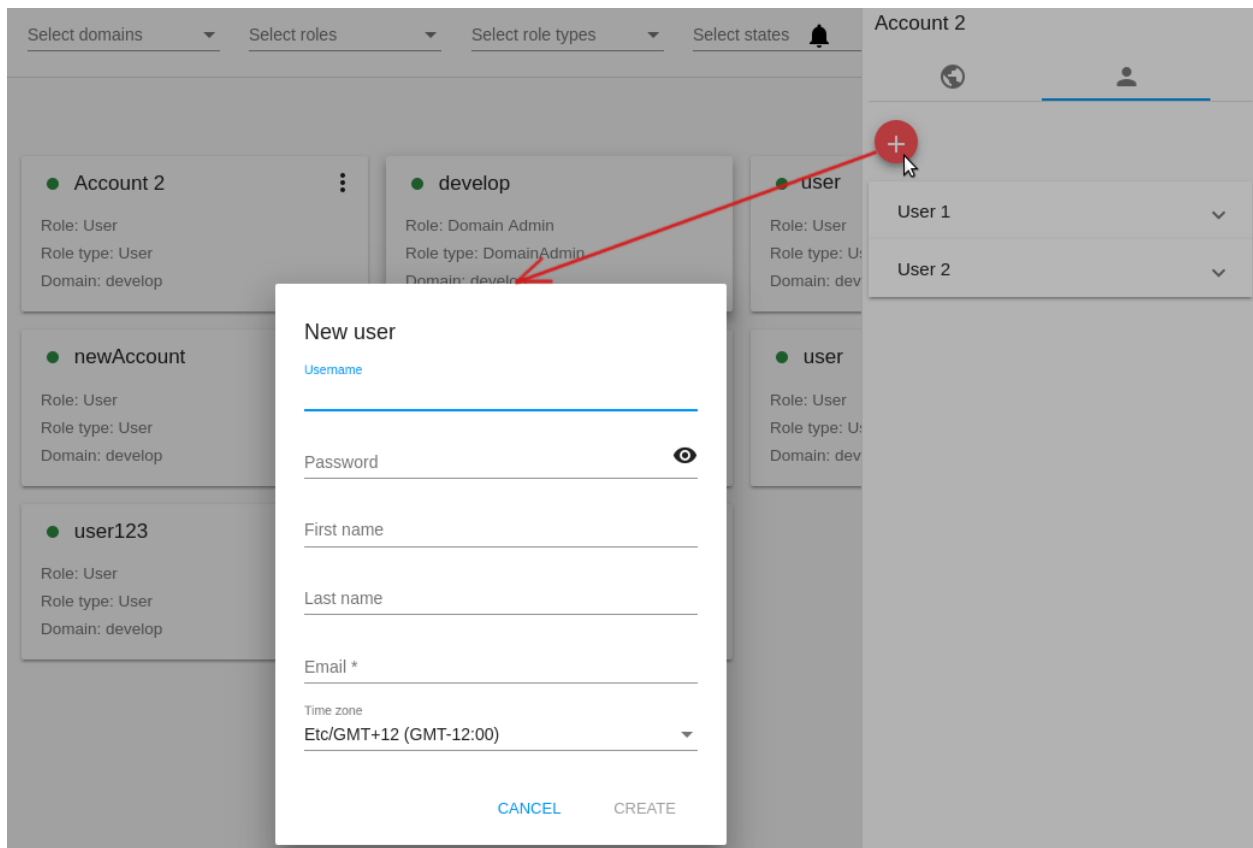 Select domains
Select roles
Select role types
Select states
Account 2
Account 2
Role: User
Role type: User
Domain: develop
develop
Role: Domain Admin
Role type: DomainAdmin
Domain: develop
user
Role: User
Role type: Us
Domain: dev
User 1
User 2
newAccount
Role: User
Role type: User
Domain: develop
user
Role: User
Role type: Us
Domain: dev
user123
Role: User
Role type: User
Domain: develop
New user
Username
Password
First name
Last name
Email *
Time zone
Etc/GMT+12 (GMT-12:00)
CANCEL
CREATE